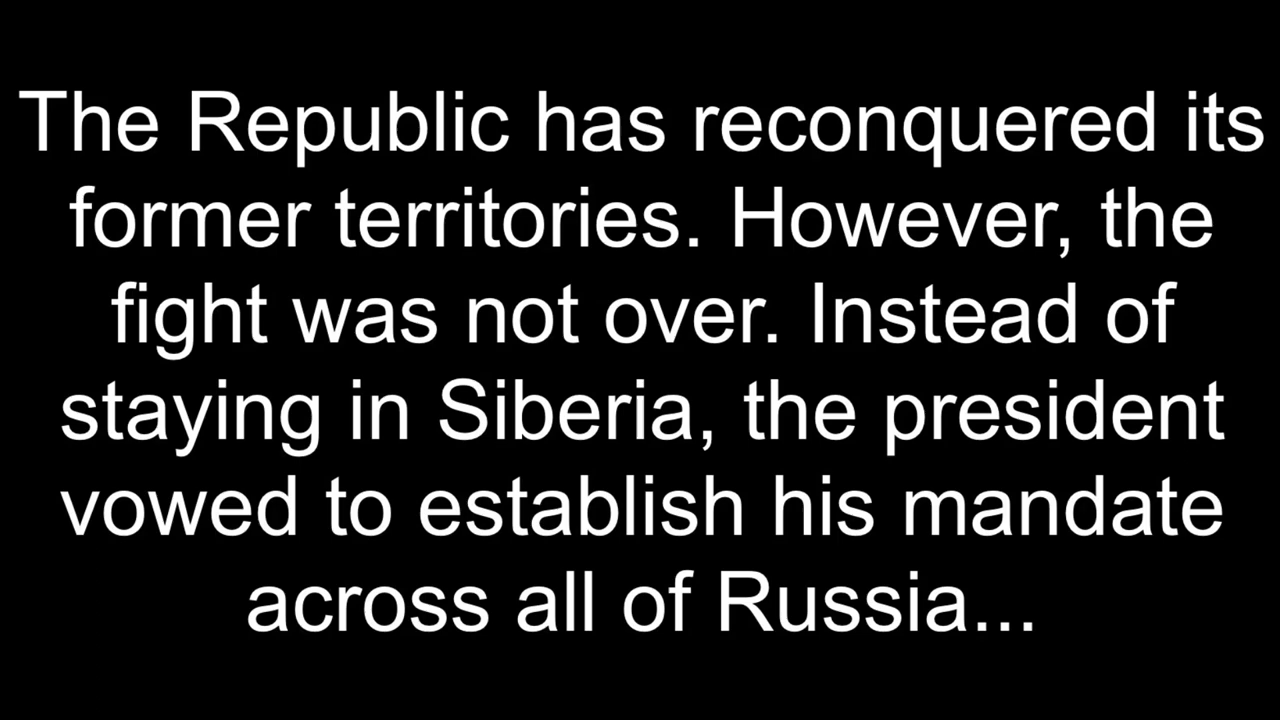 The Republic has reconquered its
former territories. However, the
fight was not over. Instead of
staying in Siberia, the president
vowed to establish his mandate
across all of Russia...